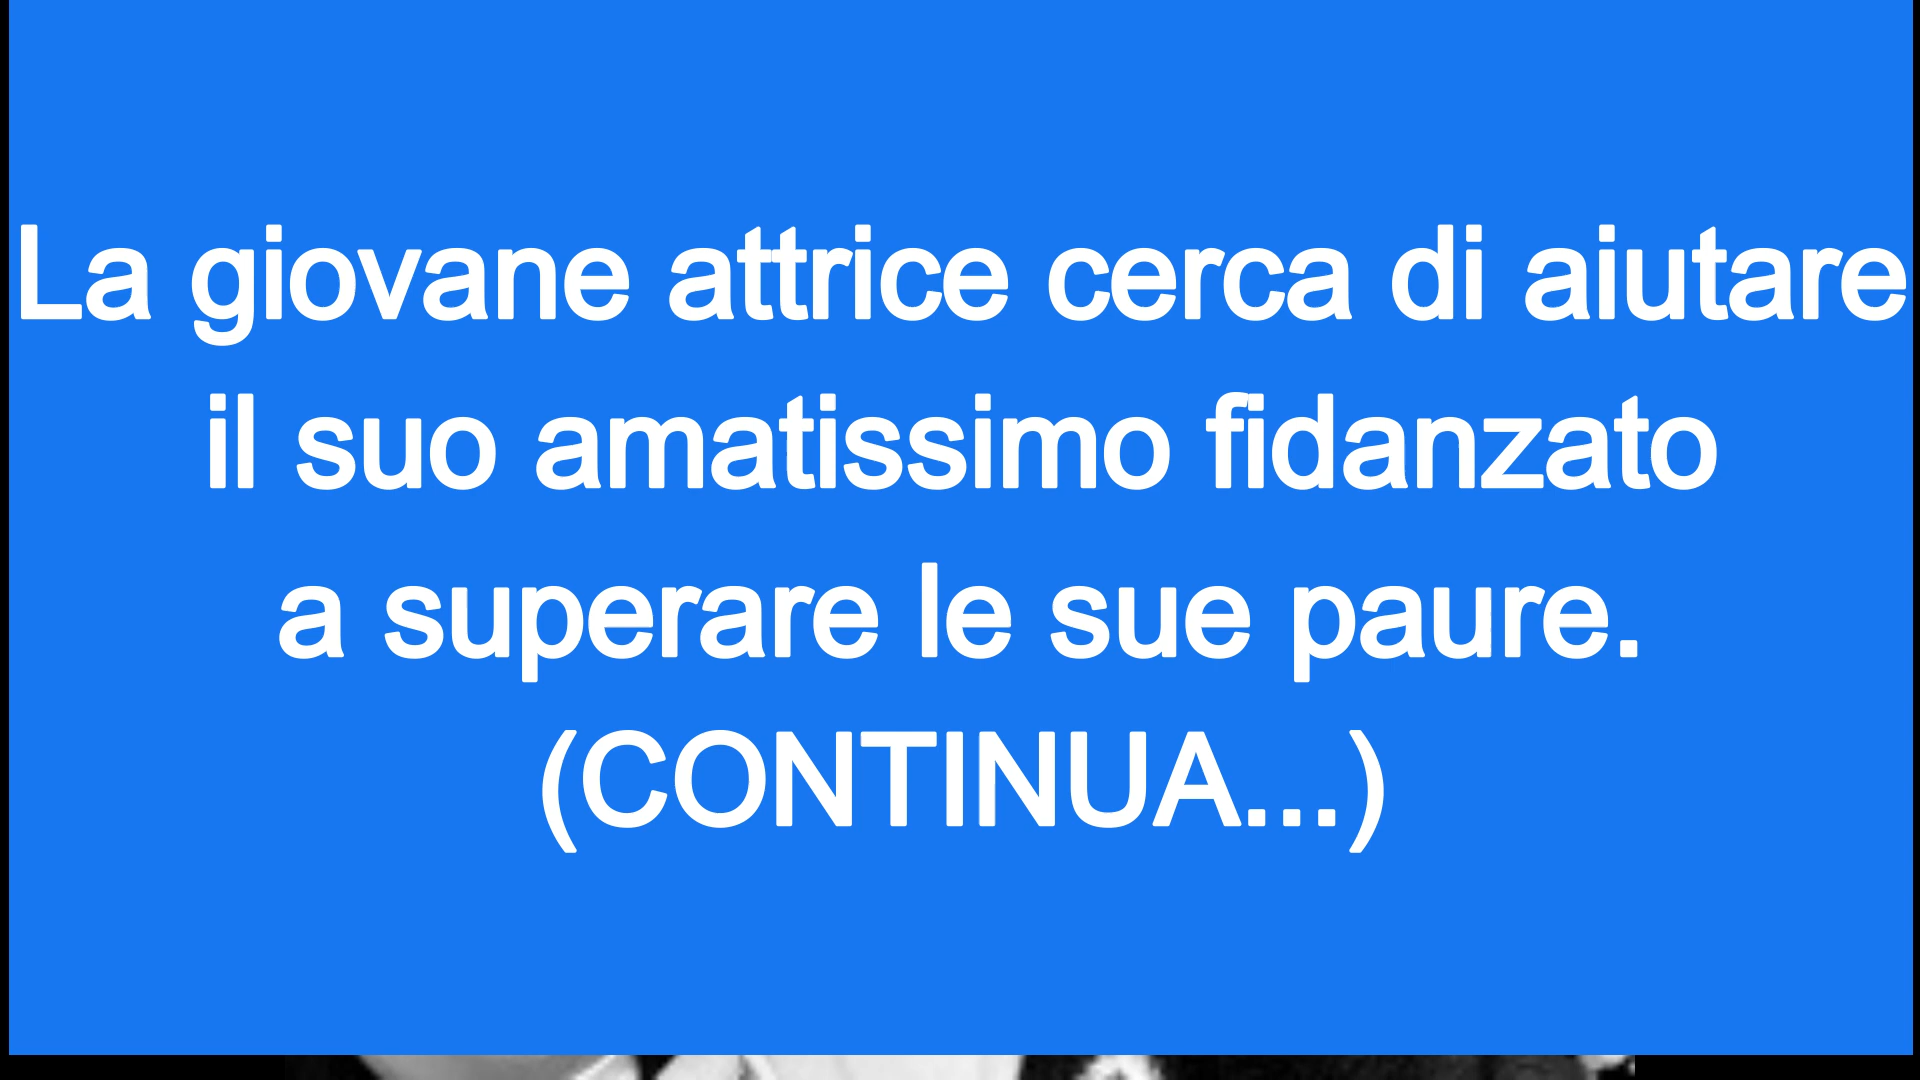 La giovane attrice cerca di aiutare
il suo amatissimo fidanzato
a superare le sue paure.
(CONTINUA...)